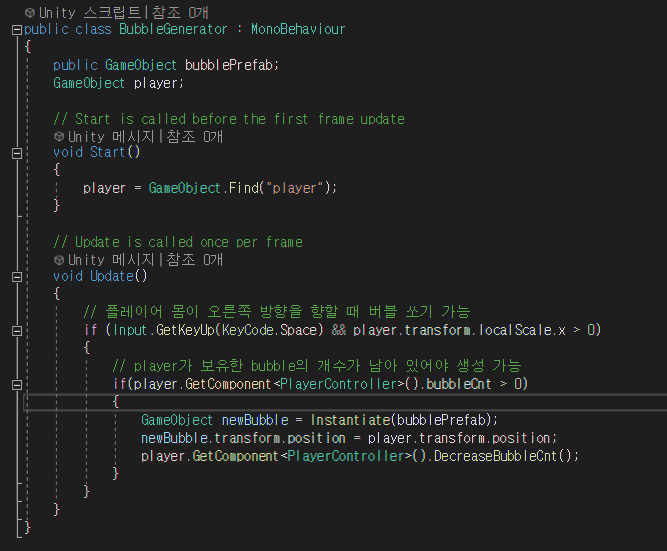 Unity 스크립트|참조 0개
public class BubbleGenerator : MonoBehaviour
{
public GameObject bubblePrefab;
GameObject player;
// Start is called before the first frame update
Unity 메시지|참조 0개
void Start()
{
player = GameObject.Find("player");
}
// Update is called once per frame
Unity 메시지|참조 0개
void Update()
{
// 플레이어 몸이 오른쪽 방향을 향할 때 버블 쏘기 가능
if (Input.GetKeyUp(KeyCode.Space) && player.transform.localScale.x > 0)
{
// player가 보유한 bubble의 개수가 남아 있어야 생성 가능
if(player.GetComponent<PlayerController>().bubbleCnt > 0)
{
GameObject newBubble = Instantiate(bubblePrefab);
newBubble.transform.position = player.transform.position;
player.GetComponent<PlayerController>().DecreaseBubbleCnt();
}
}
}
}